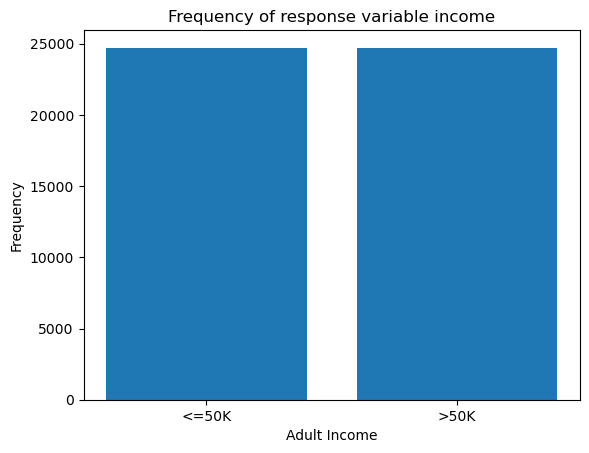 Frequency of response variable income
25000
20000
15000
10000
5000
0
Frequency
<=50K >50K
Adult Income